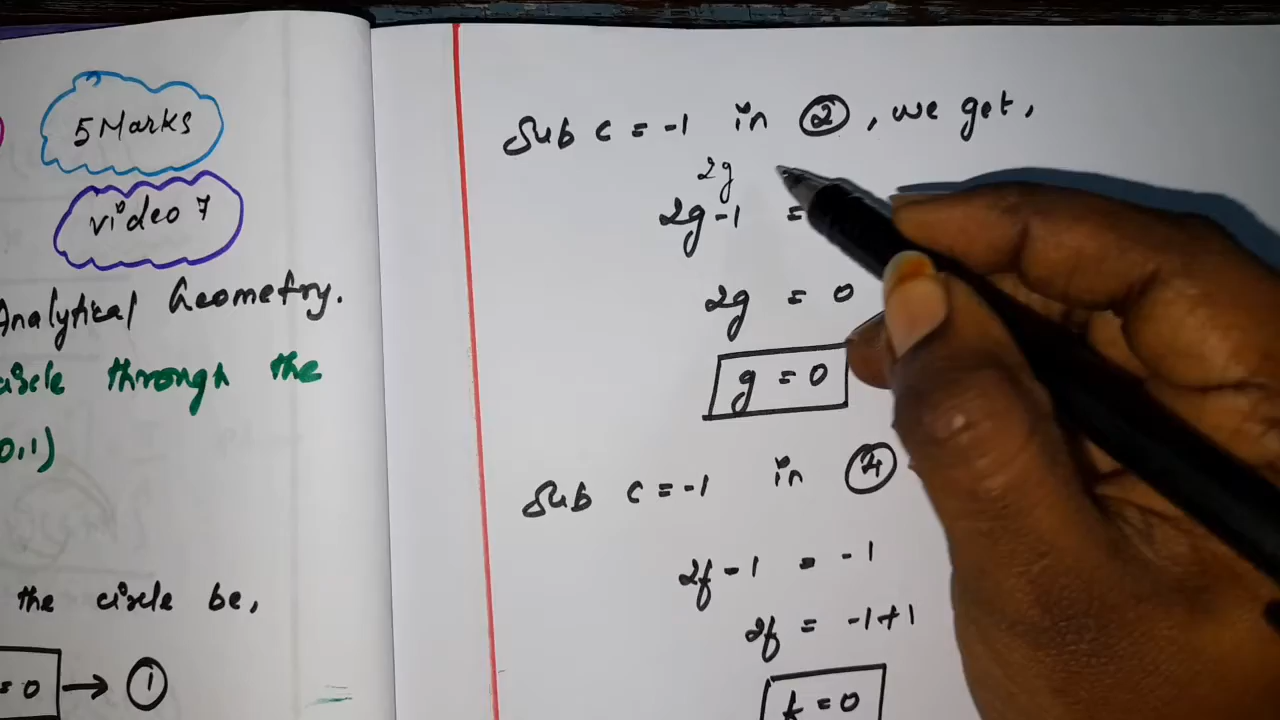 5 Marks
video 7
Analytical Geometry.
through the
0,1)
the circle be,
= 0 → ①
Sub c = -1 in ②, we get,
2g
2g - 1 =
2g = 0
g = 0
Sub c = -1 in ④
2f - 1 = -1
2f = -1 + 1
f = 0